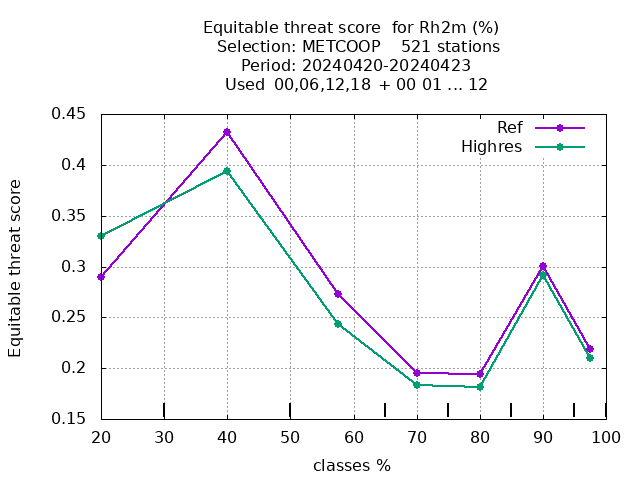 Equitable threat score  for Rh2m (%)
Selection: METCOOP    521 stations
Period: 20240420-20240423
Used  00,06,12,18 + 00 01 ... 12
Ref
Highres
0.45
0.4
0.35
0.3
0.25
0.2
0.15
Equitable threat score
20 30 40 50 60 70 80 90 100
classes %